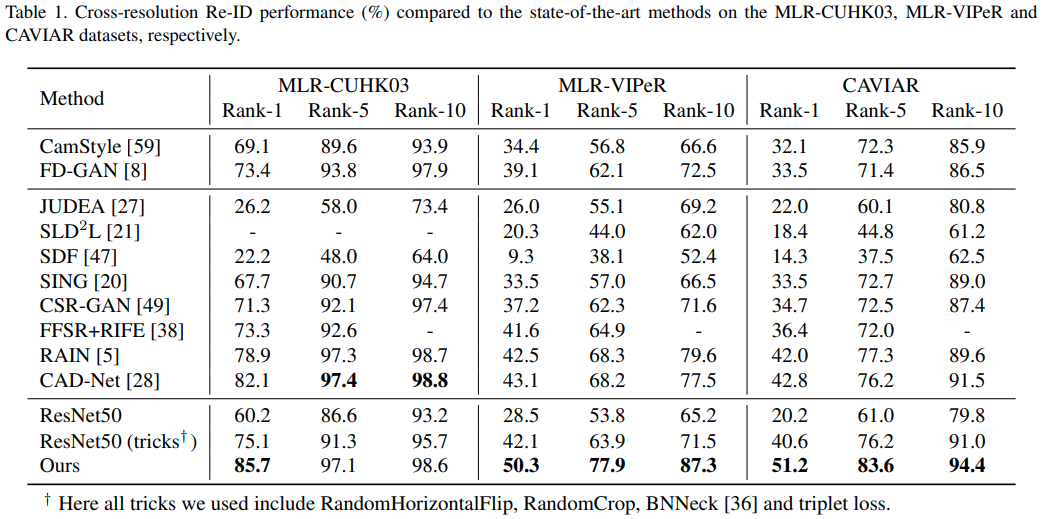 Table 1. Cross-resolution Re-ID performance (%) compared to the state-of-the-art methods on the MLR-CUHK03, MLR-VIPeR and
CAVIAR datasets, respectively.
Method MLR-CUHK03 MLR-VIPeR CAVIAR
Rank-1 Rank-5 Rank-10 Rank-1 Rank-5 Rank-10 Rank-1 Rank-5 Rank-10
CamStyle [59] 69.1 89.6 93.9 34.4 56.8 66.6 32.1 72.3 85.9
FD-GAN [8] 73.4 93.8 97.9 39.1 62.1 72.5 33.5 71.4 86.5
JUDEA [27] 26.2 58.0 73.4 26.0 55.1 69.2 22.0 60.1 80.8
SLD²L [21] - - - 20.3 44.0 62.0 18.4 44.8 61.2
SDF [47] 22.2 48.0 64.0 9.3 38.1 52.4 14.3 37.5 62.5
SING [20] 67.7 90.7 94.7 33.5 57.0 66.5 33.5 72.7 89.0
CSR-GAN [49] 71.3 92.1 97.4 37.2 62.3 71.6 34.7 72.5 87.4
FFSR+RIFE [38] 73.3 92.6 - 41.6 64.9 - 36.4 72.0 -
RAIN [5] 78.9 97.3 98.7 42.5 68.3 79.6 42.0 77.3 89.6
CAD-Net [28] 82.1 97.4 98.8 43.1 68.2 77.5 42.8 76.2 91.5
ResNet50 60.2 86.6 93.2 28.5 53.8 65.2 20.2 61.0 79.8
ResNet50 (tricks†) 75.1 91.3 95.7 42.1 63.9 71.5 40.6 76.2 91.0
Ours 85.7 97.1 98.6 50.3 77.9 87.3 51.2 83.6 94.4
† Here all tricks we used include RandomHorizontalFlip, RandomCrop, BNNeck [36] and triplet loss.